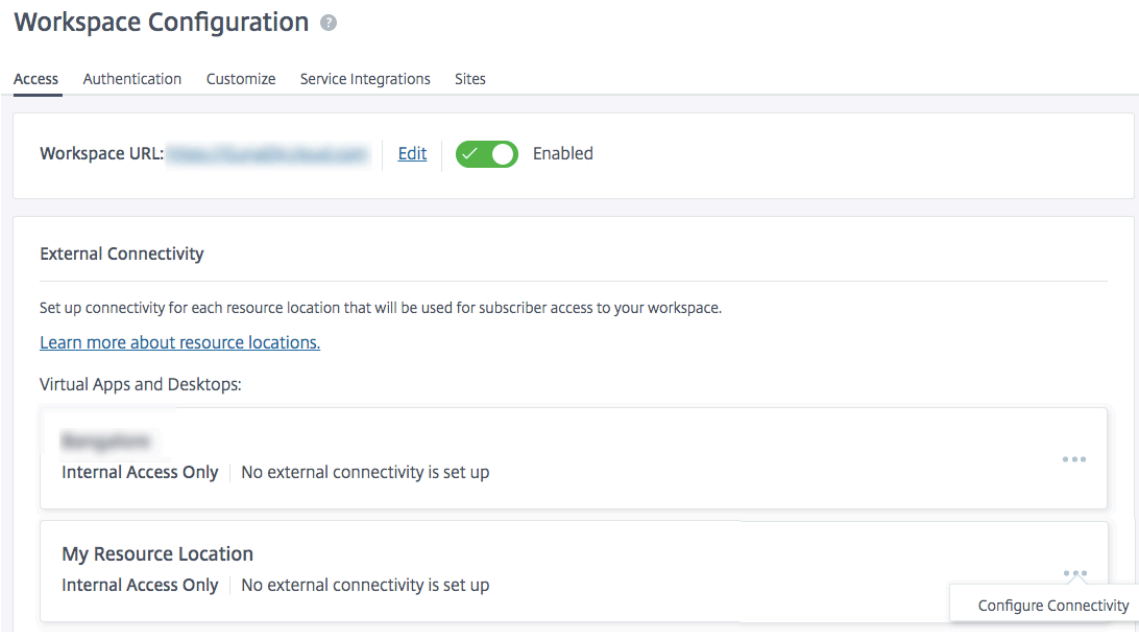 Workspace Configuration ?
Access Authentication Customize Service Integrations Sites
Workspace URL: Edit Enabled
External Connectivity
Set up connectivity for each resource location that will be used for subscriber access to your workspace.
Learn more about resource locations.
Virtual Apps and Desktops:
Internal Access Only No external connectivity is set up
My Resource Location
Internal Access Only No external connectivity is set up
Configure Connectivity